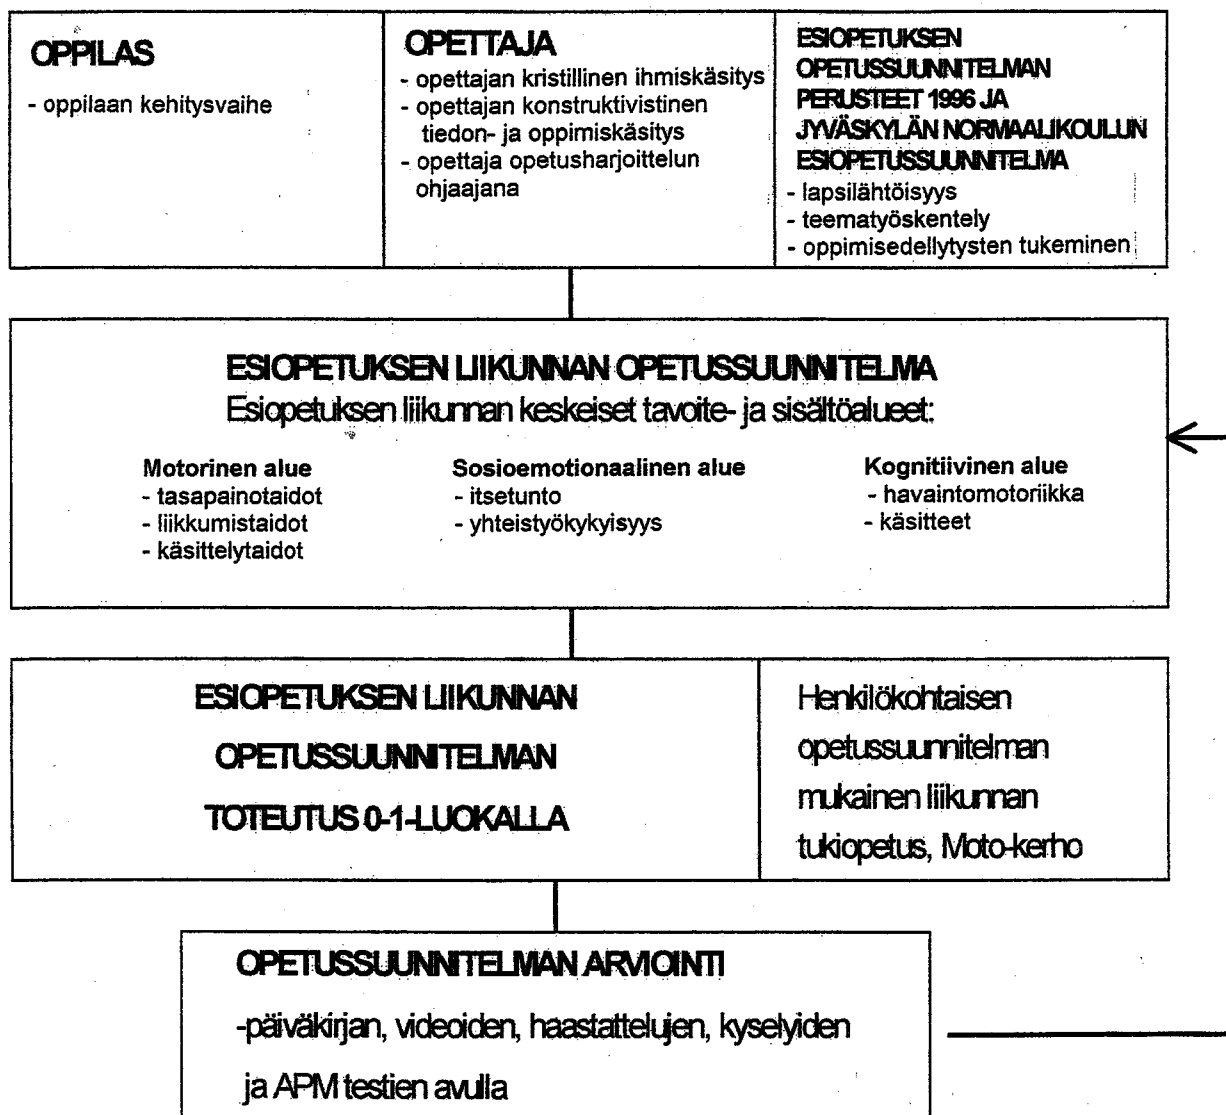 OPPILAS
- oppilaan kehitysvaihe
OPETTAJA
- opettajan kristillinen ihmiskäsitys
- opettajan konstruktivistinen
tiedon- ja oppimiskäsitys
- opettaja opetusharjoittelun
ohjaajana
ESIOPETUKSEN
OPETUSSUUNNITELMAN
PERUSTEET 1996 JA
JYVÄSKYLÄN NORMAALIKOULUN
ESIOPETUSSUUNNITELMA
- lapsilähtöisyys
- teematyöskentely
- oppimisedellytysten tukeminen
ESIOPETUKSEN LIIKUNNAN OPETUSSUUNNITELMA
Esiopetuksen liikunnan keskeiset tavoite- ja sisältöalueet:
Motorinen alue
- tasapainotaidot
- liikkumistaidot
- käsittelytaidot
Sosioemotionaalinen alue
- itsetunto
- yhteistyökykyisyys
Kognitiivinen alue
- havaintomotoriikka
- käsitteet
ESIOPETUKSEN LIIKUNNAN
OPETUSSUUNNITELMAN
TOTEUTUS 0-1-LUOKALLA
Henkilökohtaisen
opetussuunnitelman
mukainen liikunnan
tukiopetus, Moto-kerho
OPETUSSUUNNITELMAN ARVIOINTI
-päiväkirjan, videoiden, haastattelujen, kyselyiden
ja APM testien avulla